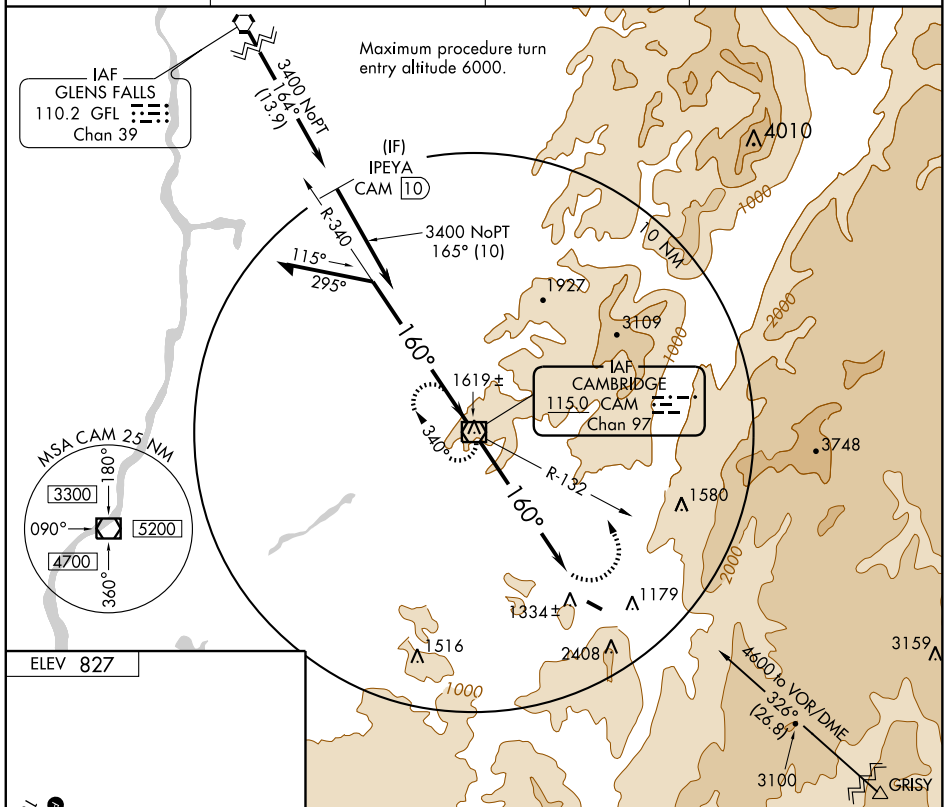 Maximum procedure turn
entry altitude 6000.
IAF
GLENS FALLS
110.2 GFL
Chan 39
3400 NoPT
164°
(13.9)
4010
1000
(IF)
IPEYA
CAM 10
R-340
3400 NoPT
165° (10)
10 NM
115°
295°
1927
2000
3109
1000
160°
IAF
CAMBRIDGE
115.0 CAM
Chan 97
1619 ±
340°
3748
MSA CAM 25 NM
180°
3300
090°
5200
4700
360°
R-132
160°
1580
2000
1334 ±
1179
1516
2408
3159
1000
ELEV 827
4600 to VOR/DME
326°
(26.8)
3100
GRISY